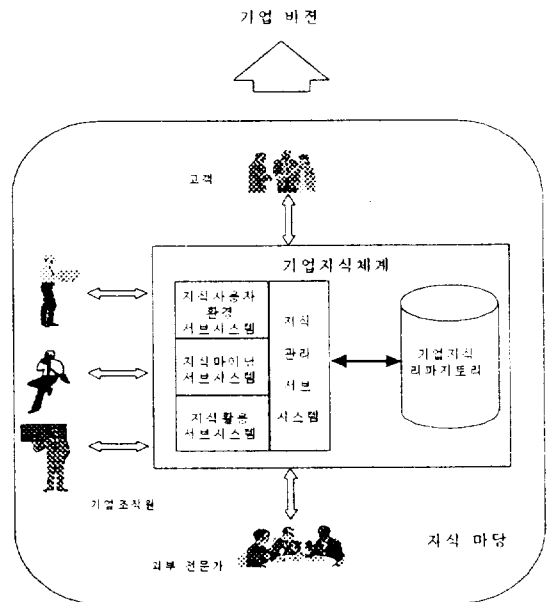 기업 비젼
고객
기업지식체계
지식사용자
환경
서브시스템
지식마이닝
서브시스템
지식활용
서브시스템
지식
관리
서브
시스템
기업지식
리파지토리
기업조직원
외부 전문가
지식 마당